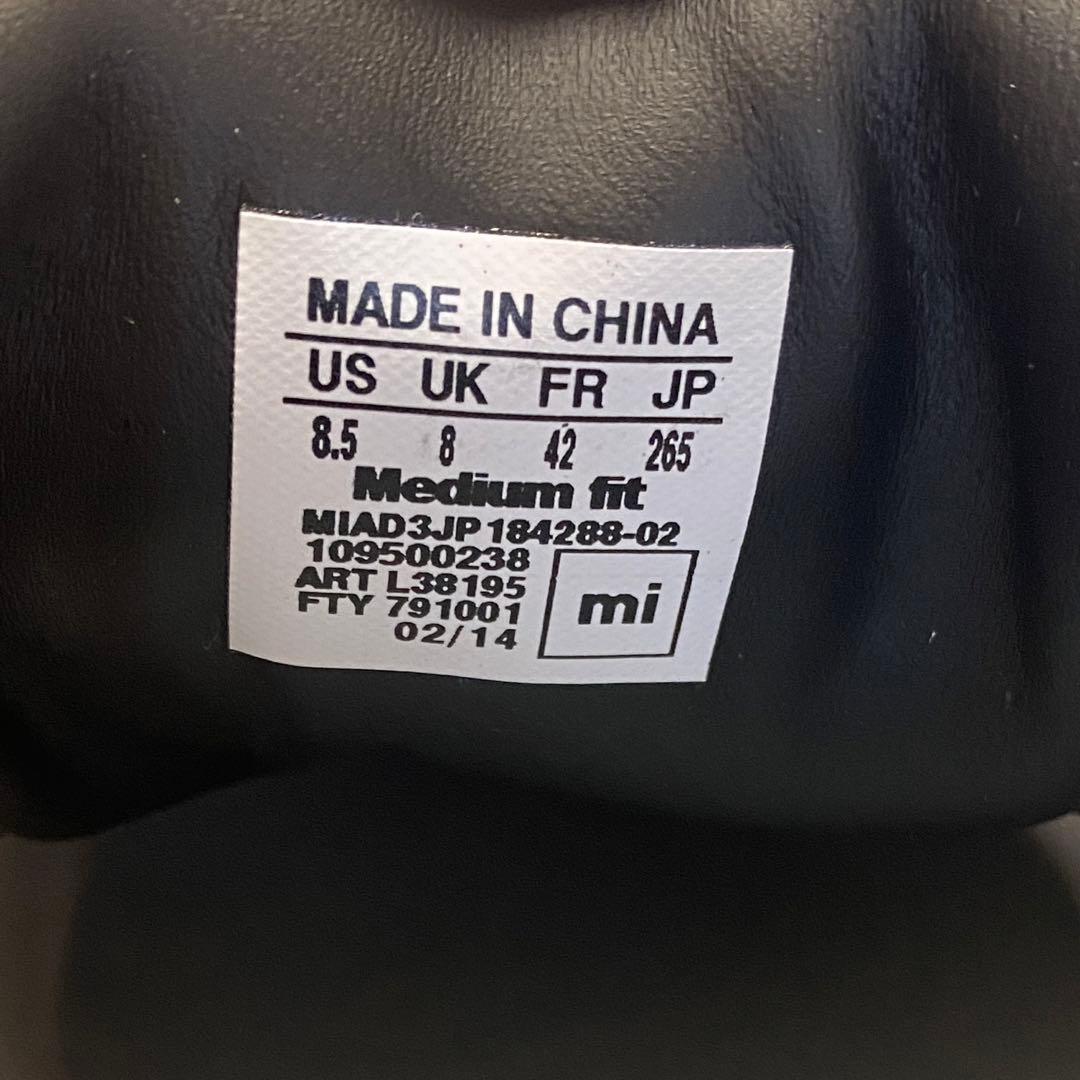 MADE IN CHINA
US UK FR JP
8.5 8 42 265
Medium fit
MIAD3JP 184288-02
109500238
ART L38195
FTY 791001
02/14
mi